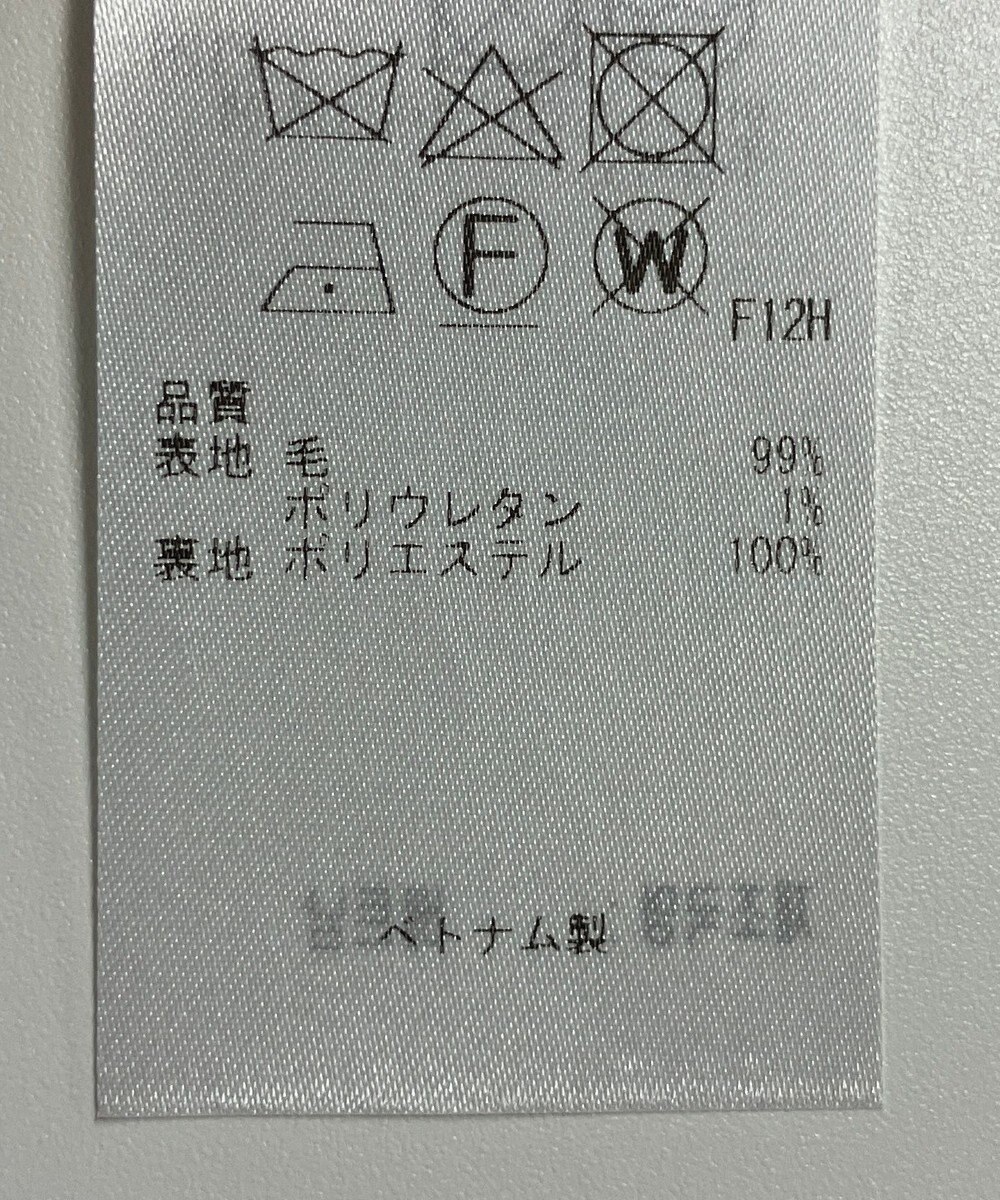 F W
F12H
品質
表地 毛 99%
ポリウレタン 1%
裏地 ポリエステル 100%
ベトナム製